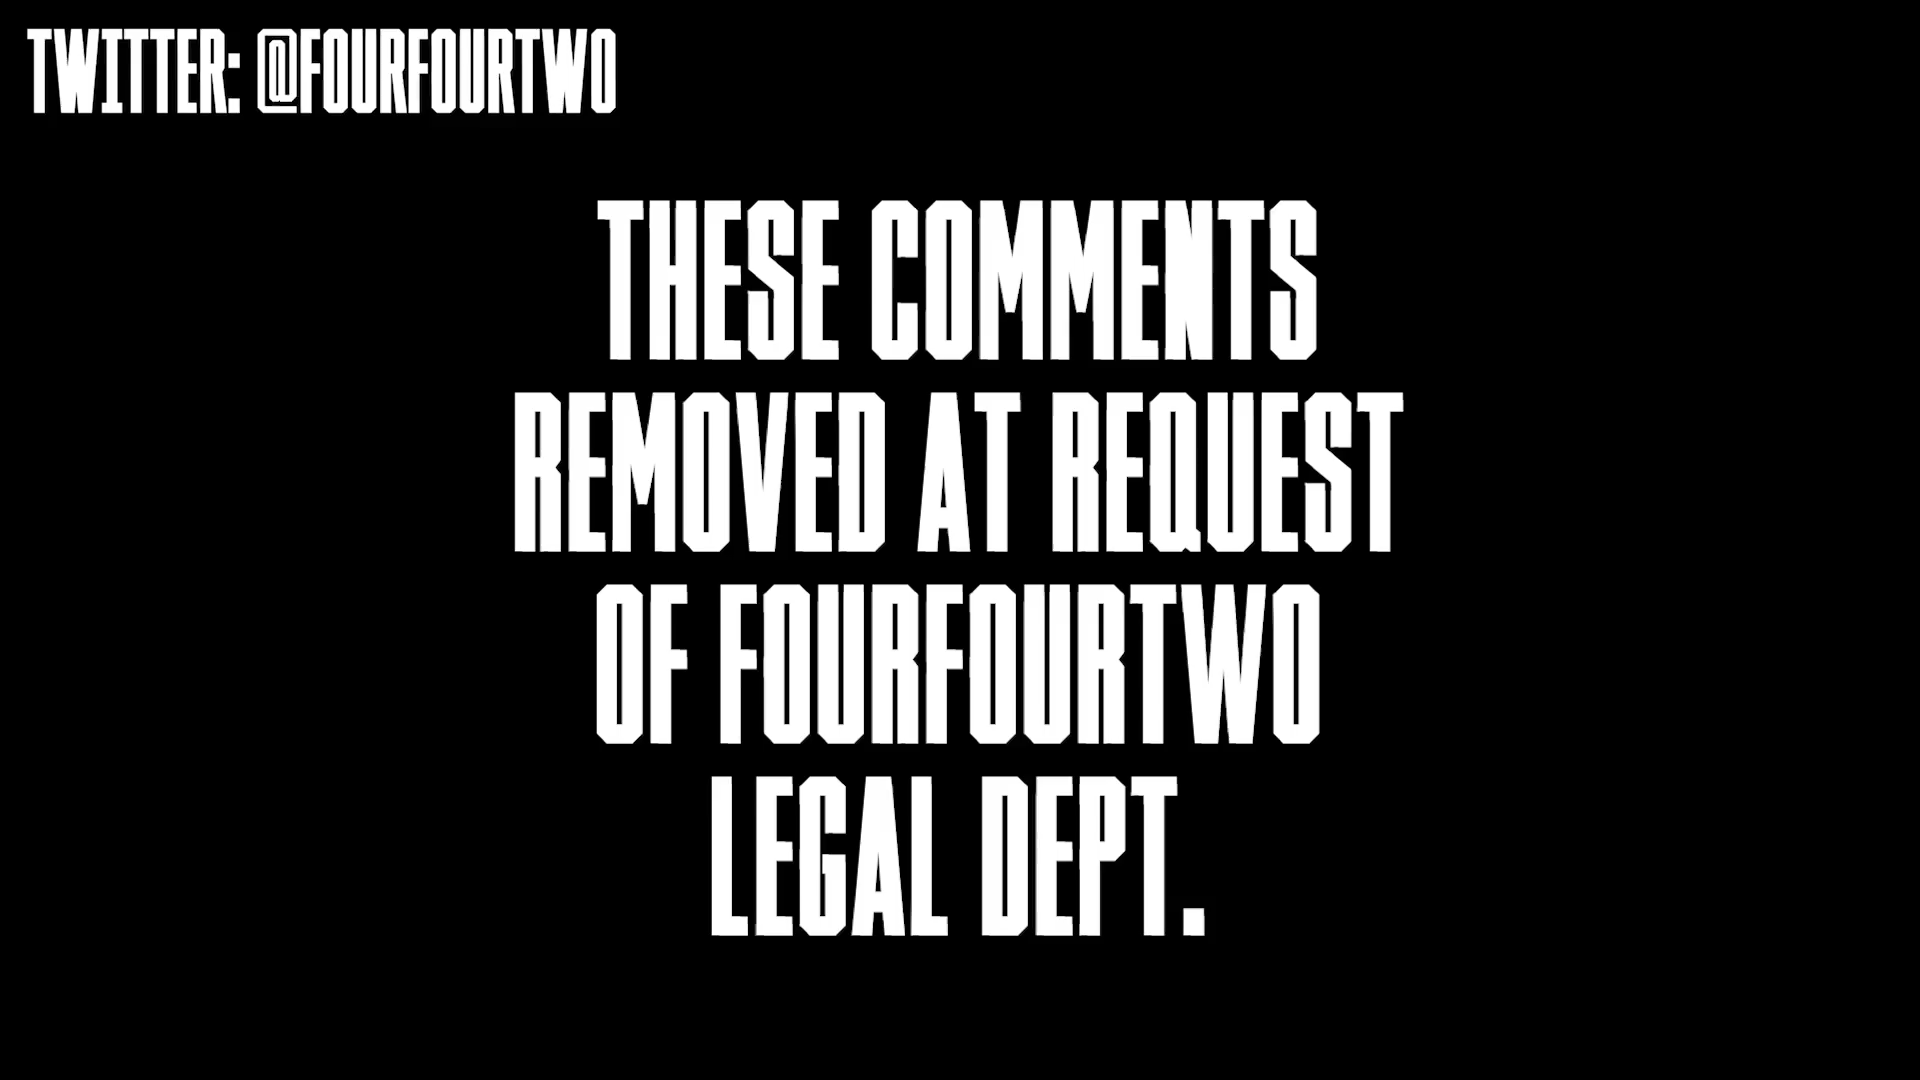 TWITTER: @FOURFOURTWO
THESE COMMENTS
REMOVED AT REQUEST
OF FOURFOURTWO
LEGAL DEPT.